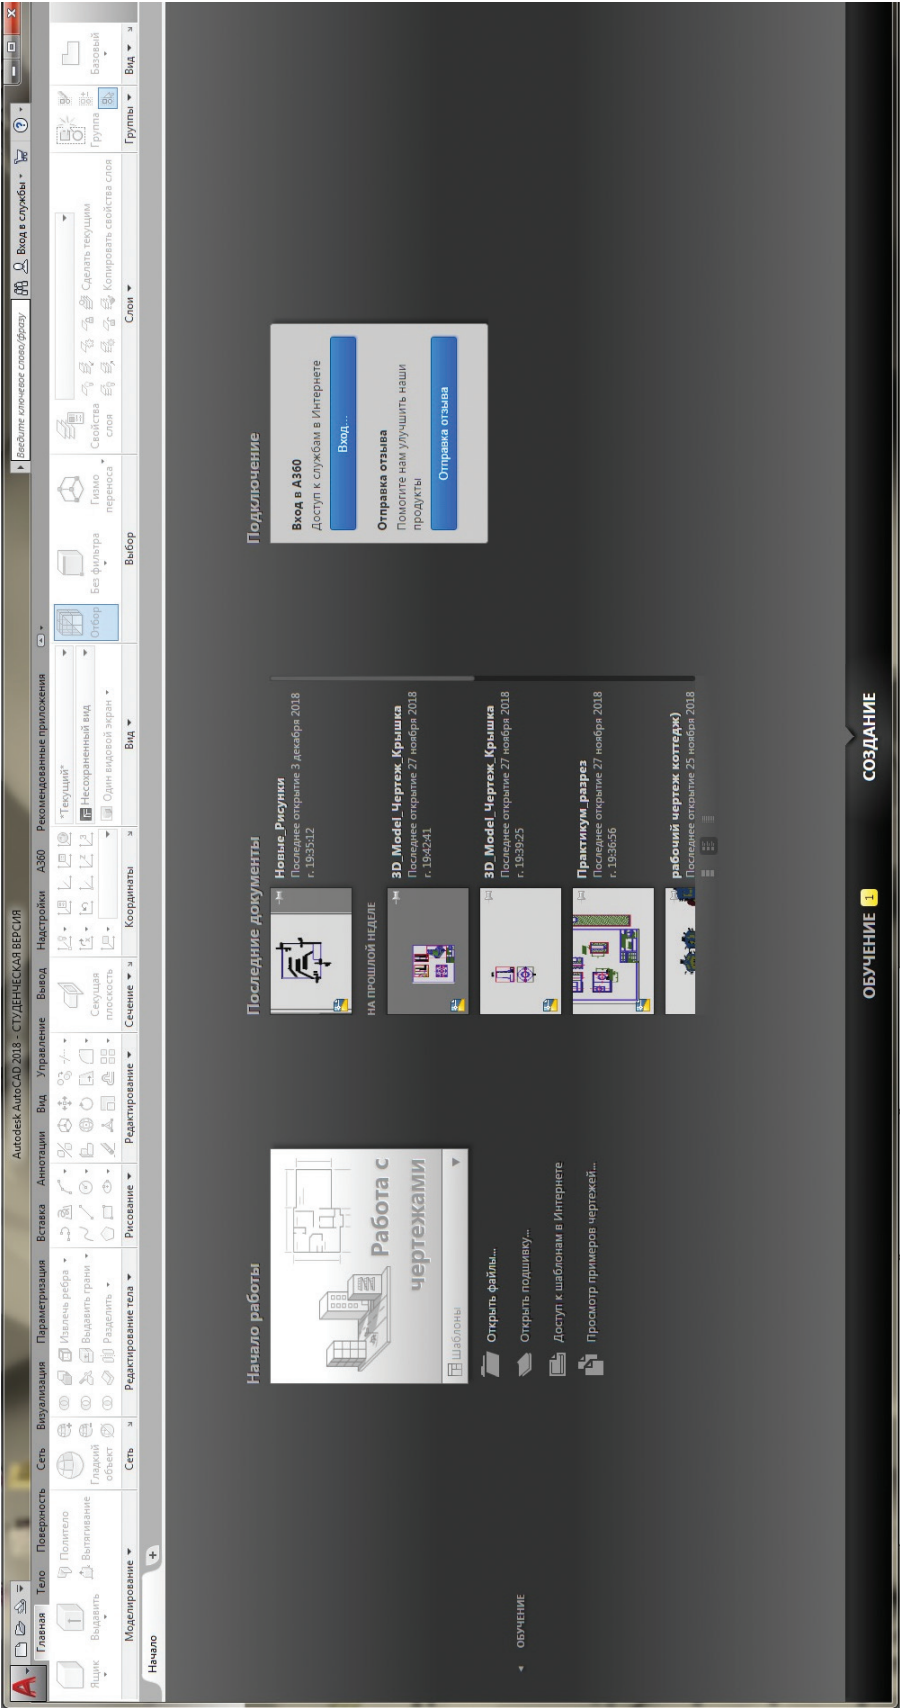 Autodesk AutoCAD 2018 - СТУДЕНЧЕСКАЯ ВЕРСИЯ
Введите ключевое слово/фразу
Вход в службы
Главная Тело Поверхность Сеть Визуализация Параметризация Вставка Аннотации Вид Управление Вывод Надстройки A360 Рекомендованные приложения
Ящик
Выдавить
Политело
Вытягивание
Гладкий
объект
Извлечь ребра
Выдавить грани
Разделить
Секущая
плоскость
*Текущий*
Несохраненный вид
Один видовой экран
Отбор
Без фильтра
Гизмо
переноса
Свойства
слоя
Сделать текущим
Копировать свойства слоя
Группа
Базовый
Моделирование Сеть Редактирование тела Рисование Редактирование Сечение Координаты Вид Выбор Слои Группы Вид
Начало
+
ОБУЧЕНИЕ
Начало работы
Работа с
чертежами
Шаблоны
Открыть файлы...
Открыть подшивку...
Доступ к шаблонам в Интернете
Просмотр примеров чертежей...
Последние документы
Новые_Рисунки
Последнее открытие 3 декабря 2018
г. 19:35:12
НА ПРОШЛОЙ НЕДЕЛЕ
3D_Model_Чертеж_Крышка
Последнее открытие 27 ноября 2018
г. 19:42:41
3D_Model_Чертеж_Крышка
Последнее открытие 27 ноября 2018
г. 19:39:25
Практикум_разрез
Последнее открытие 27 ноября 2018
г. 19:36:56
рабочий чертеж коттедж)
Последнее открытие 25 ноября 2018
Подключение
Вход в A360
Доступ к службам в Интернете
Вход...
Отправка отзыва
Помогите нам улучшить наши
продукты
Отправка отзыва
ОБУЧЕНИЕ 1
СОЗДАНИЕ